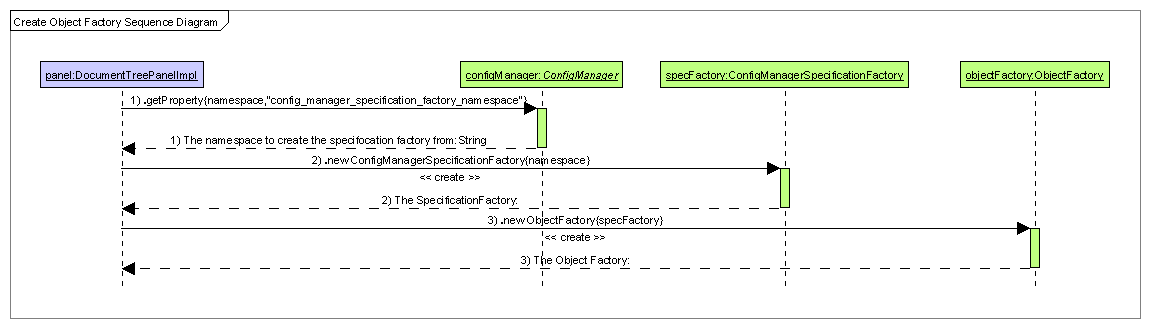 Create Object Factory Sequence Diagram
panel:DocumentTreePanelImpl
configManager:ConfigManager
specFactory:ConfigManagerSpecificationFactory
objectFactory:ObjectFactory
1) .getProperty{namespace,"config_manager_specification_factory_namespace"}
1) The namespace to create the specifocation factory from:String
2) .newConfigManagerSpecificationFactory{namespace}
<< create >>
2) The SpecificationFactory:
3) .newObjectFactory{specFactory}
<< create >>
3) The Object Factory: